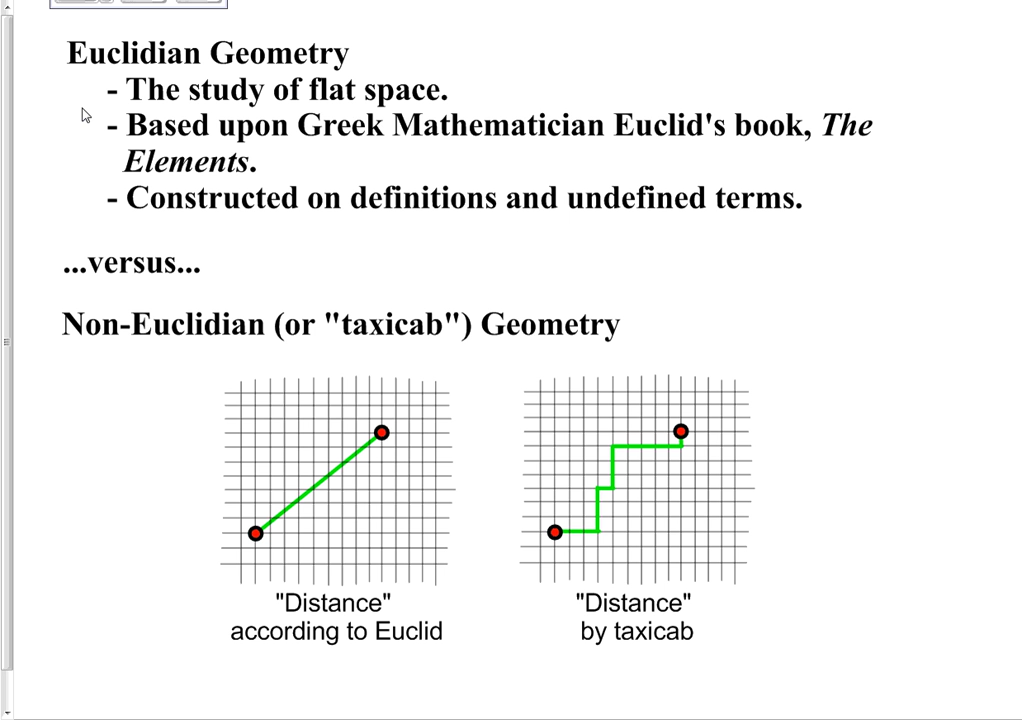 Euclidian Geometry
- The study of flat space.
- Based upon Greek Mathematician Euclid's book, The
Elements.
- Constructed on definitions and undefined terms.
...versus...
Non-Euclidian (or "taxicab") Geometry
"Distance"
according to Euclid
"Distance"
by taxicab